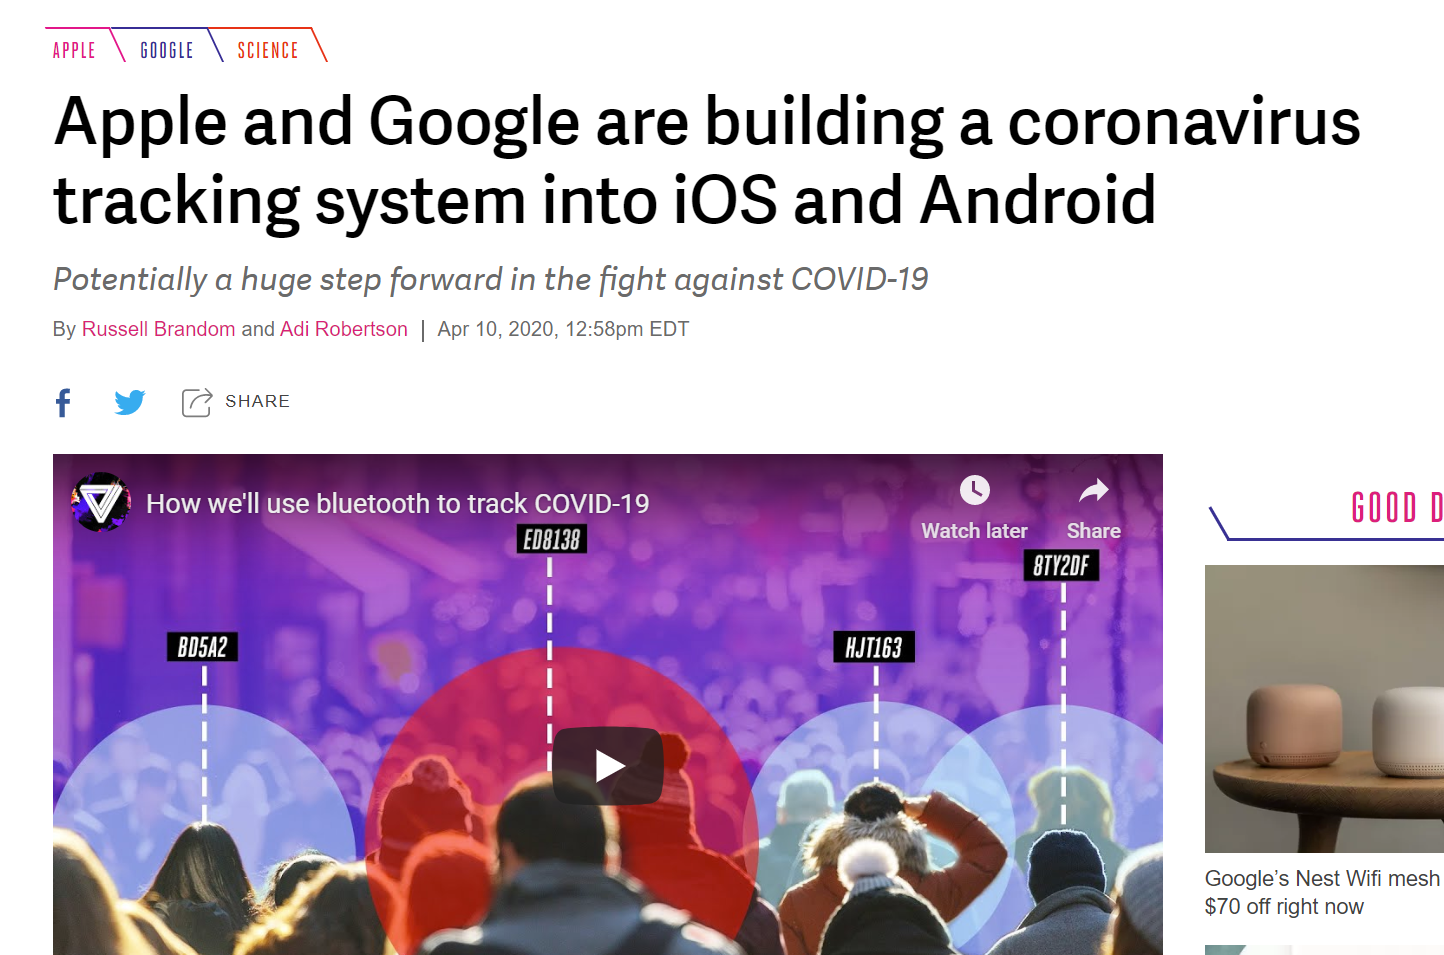 APPLE
GOOGLE
SCIENCE
Apple and Google are building a coronavirus
tracking system into iOS and Android
Potentially a huge step forward in the fight against COVID-19
By Russell Brandom and Adi Robertson | Apr 10, 2020, 12:58pm EDT
SHARE
How we'll use bluetooth to track COVID-19
Watch later
Share
ED8138
8TY2DF
BD5A2
HJT163
GOOD D
Google’s Nest Wifi mesh
$70 off right now